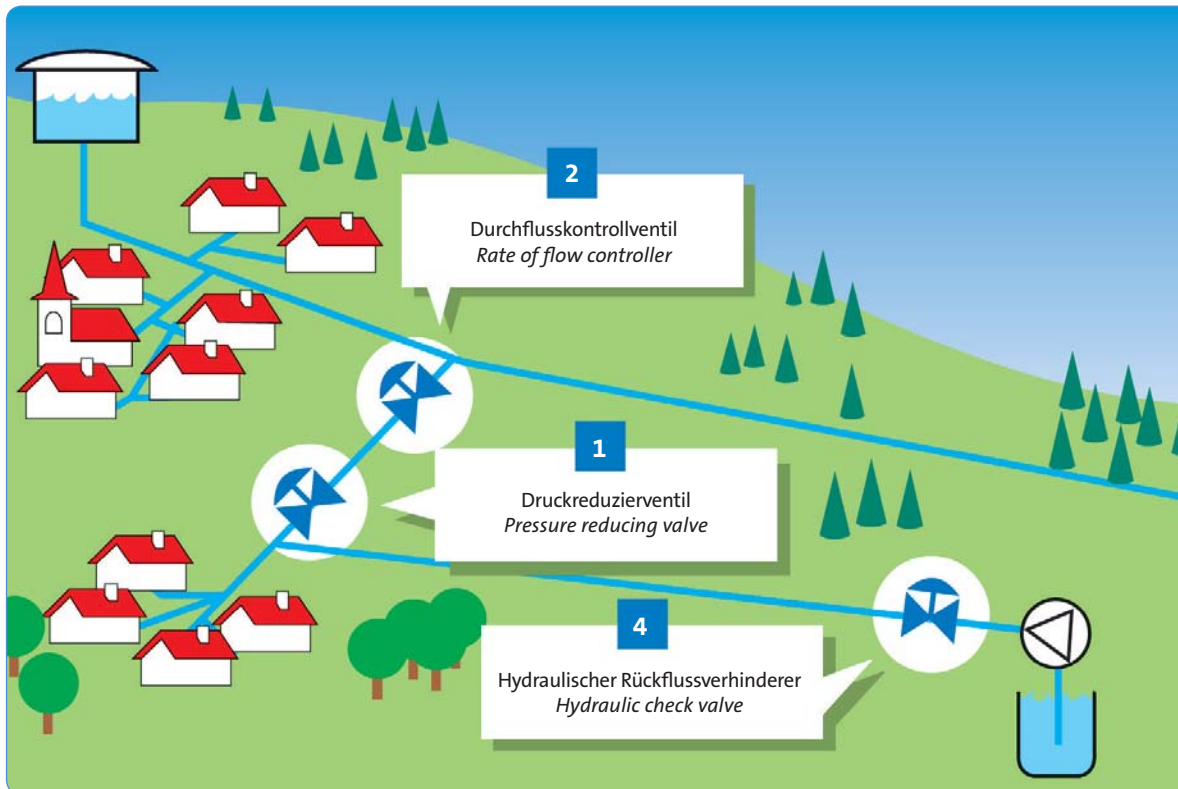 2
Durchflusskontrollventil
Rate of flow controller
1
Druckreduzierventil
Pressure reducing valve
4
Hydraulischer Rückflussverhinderer
Hydraulic check valve